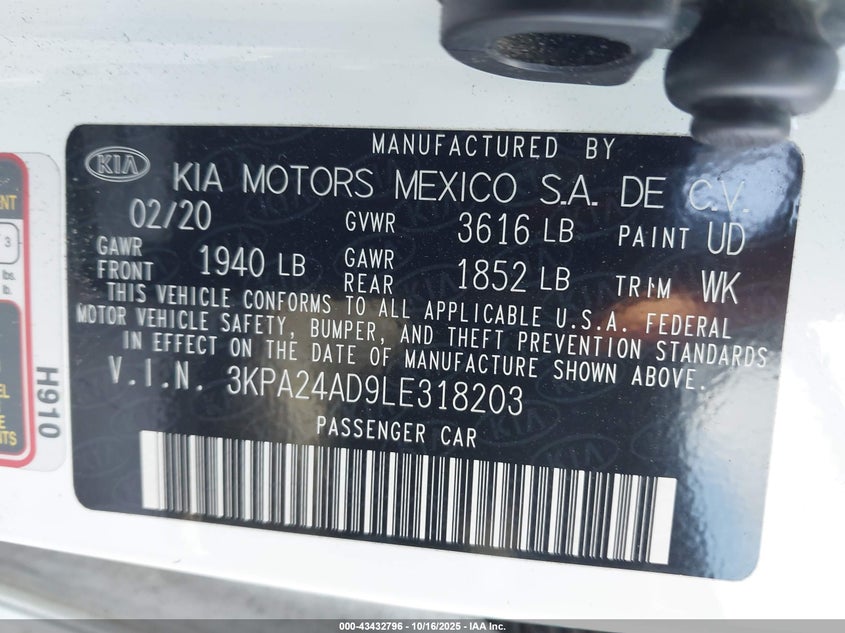 MANUFACTURED BY
KIA KIA MOTORS MEXICO S.A. DE C.V.
02/20 GVWR 3616 LB PAINT UD
GAWR FRONT 1940 LB GAWR REAR 1852 LB TRIM WK
THIS VEHICLE CONFORMS TO ALL APPLICABLE U.S.A. FEDERAL
MOTOR VEHICLE SAFETY, BUMPER, AND THEFT PREVENTION STANDARDS
IN EFFECT ON THE DATE OF MANUFACTURE SHOWN ABOVE.
V.I.N. 3KPA24AD9LE318203
PASSENGER CAR
H910
3
lbs.
lb.
000-43432796 - 10/16/2025 - IAA Inc.